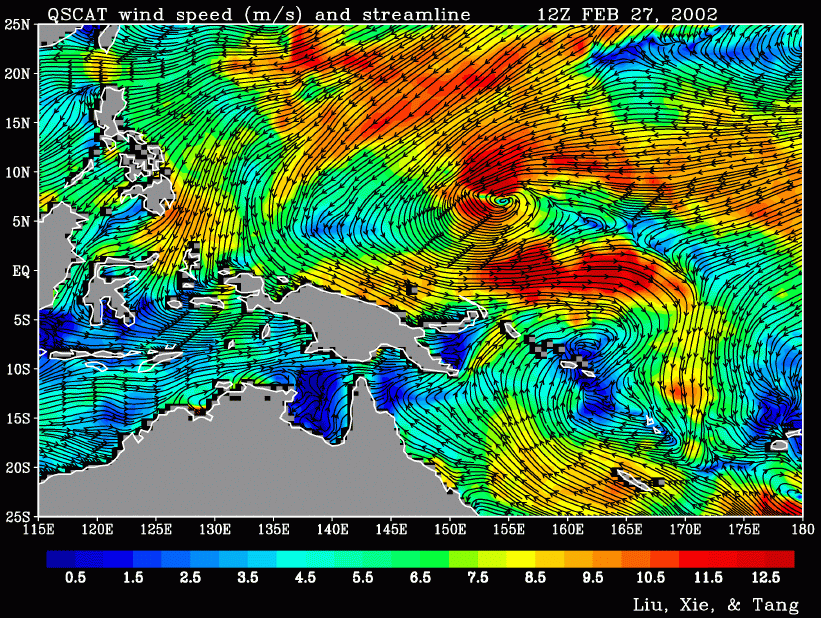 QSCAT wind speed (m/s) and streamline 12Z FEB 27, 2002
25N
20N
15N
10N
5N
EQ
5S
10S
15S
20S
25S
115E 120E 125E 130E 135E 140E 145E 150E 155E 160E 165E 170E 175E 180
0.5 1.5 2.5 3.5 4.5 5.5 6.5 7.5 8.5 9.5 10.5 11.5 12.5
Liu, Xie, & Tang